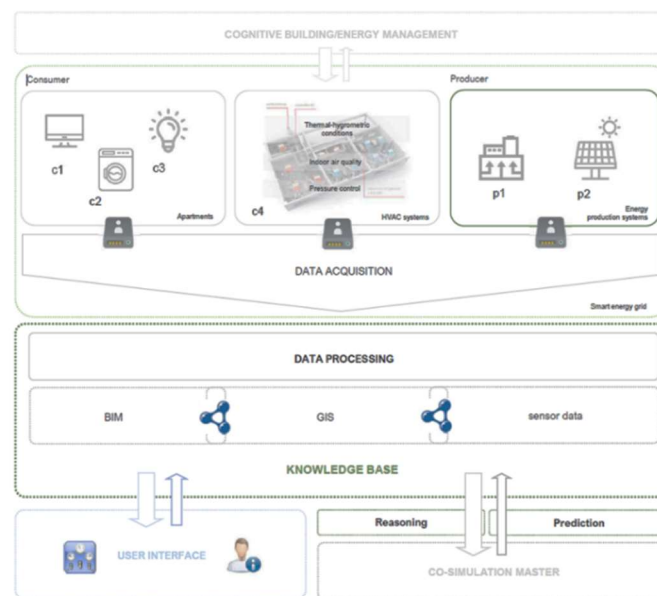 COGNITIVE BUILDING/ENERGY MANAGEMENT
Consumer
Producer
c1
c2
c3
Apartments
Thermal-hygrometric
conditions
Indoor air quality
Pressure control
c4
HVAC systems
p1
p2
Energy
production systems
DATA ACQUISITION
Smart energy grid
DATA PROCESSING
BIM
GIS
sensor data
KNOWLEDGE BASE
USER INTERFACE
Reasoning
Prediction
CO-SIMULATION MASTER